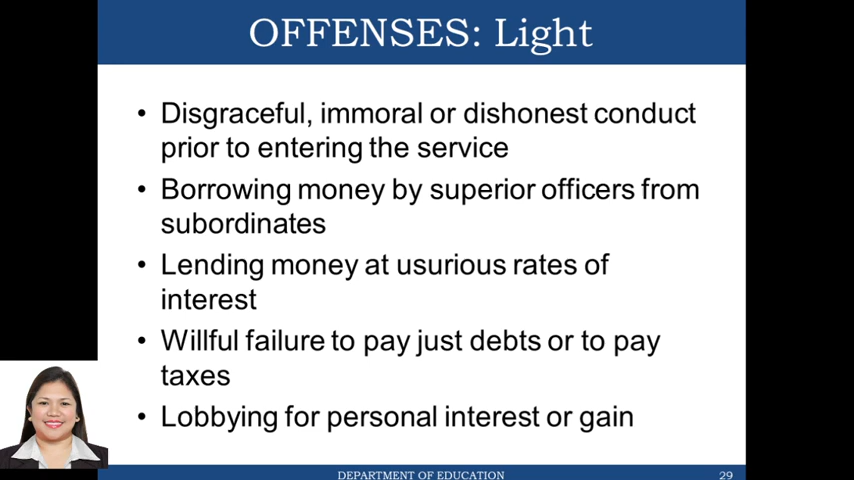 OFFENSES: Light
• Disgraceful, immoral or dishonest conduct
prior to entering the service
• Borrowing money by superior officers from
subordinates
• Lending money at usurious rates of
interest
• Willful failure to pay just debts or to pay
taxes
• Lobbying for personal interest or gain
DEPARTMENT OF EDUCATION
29